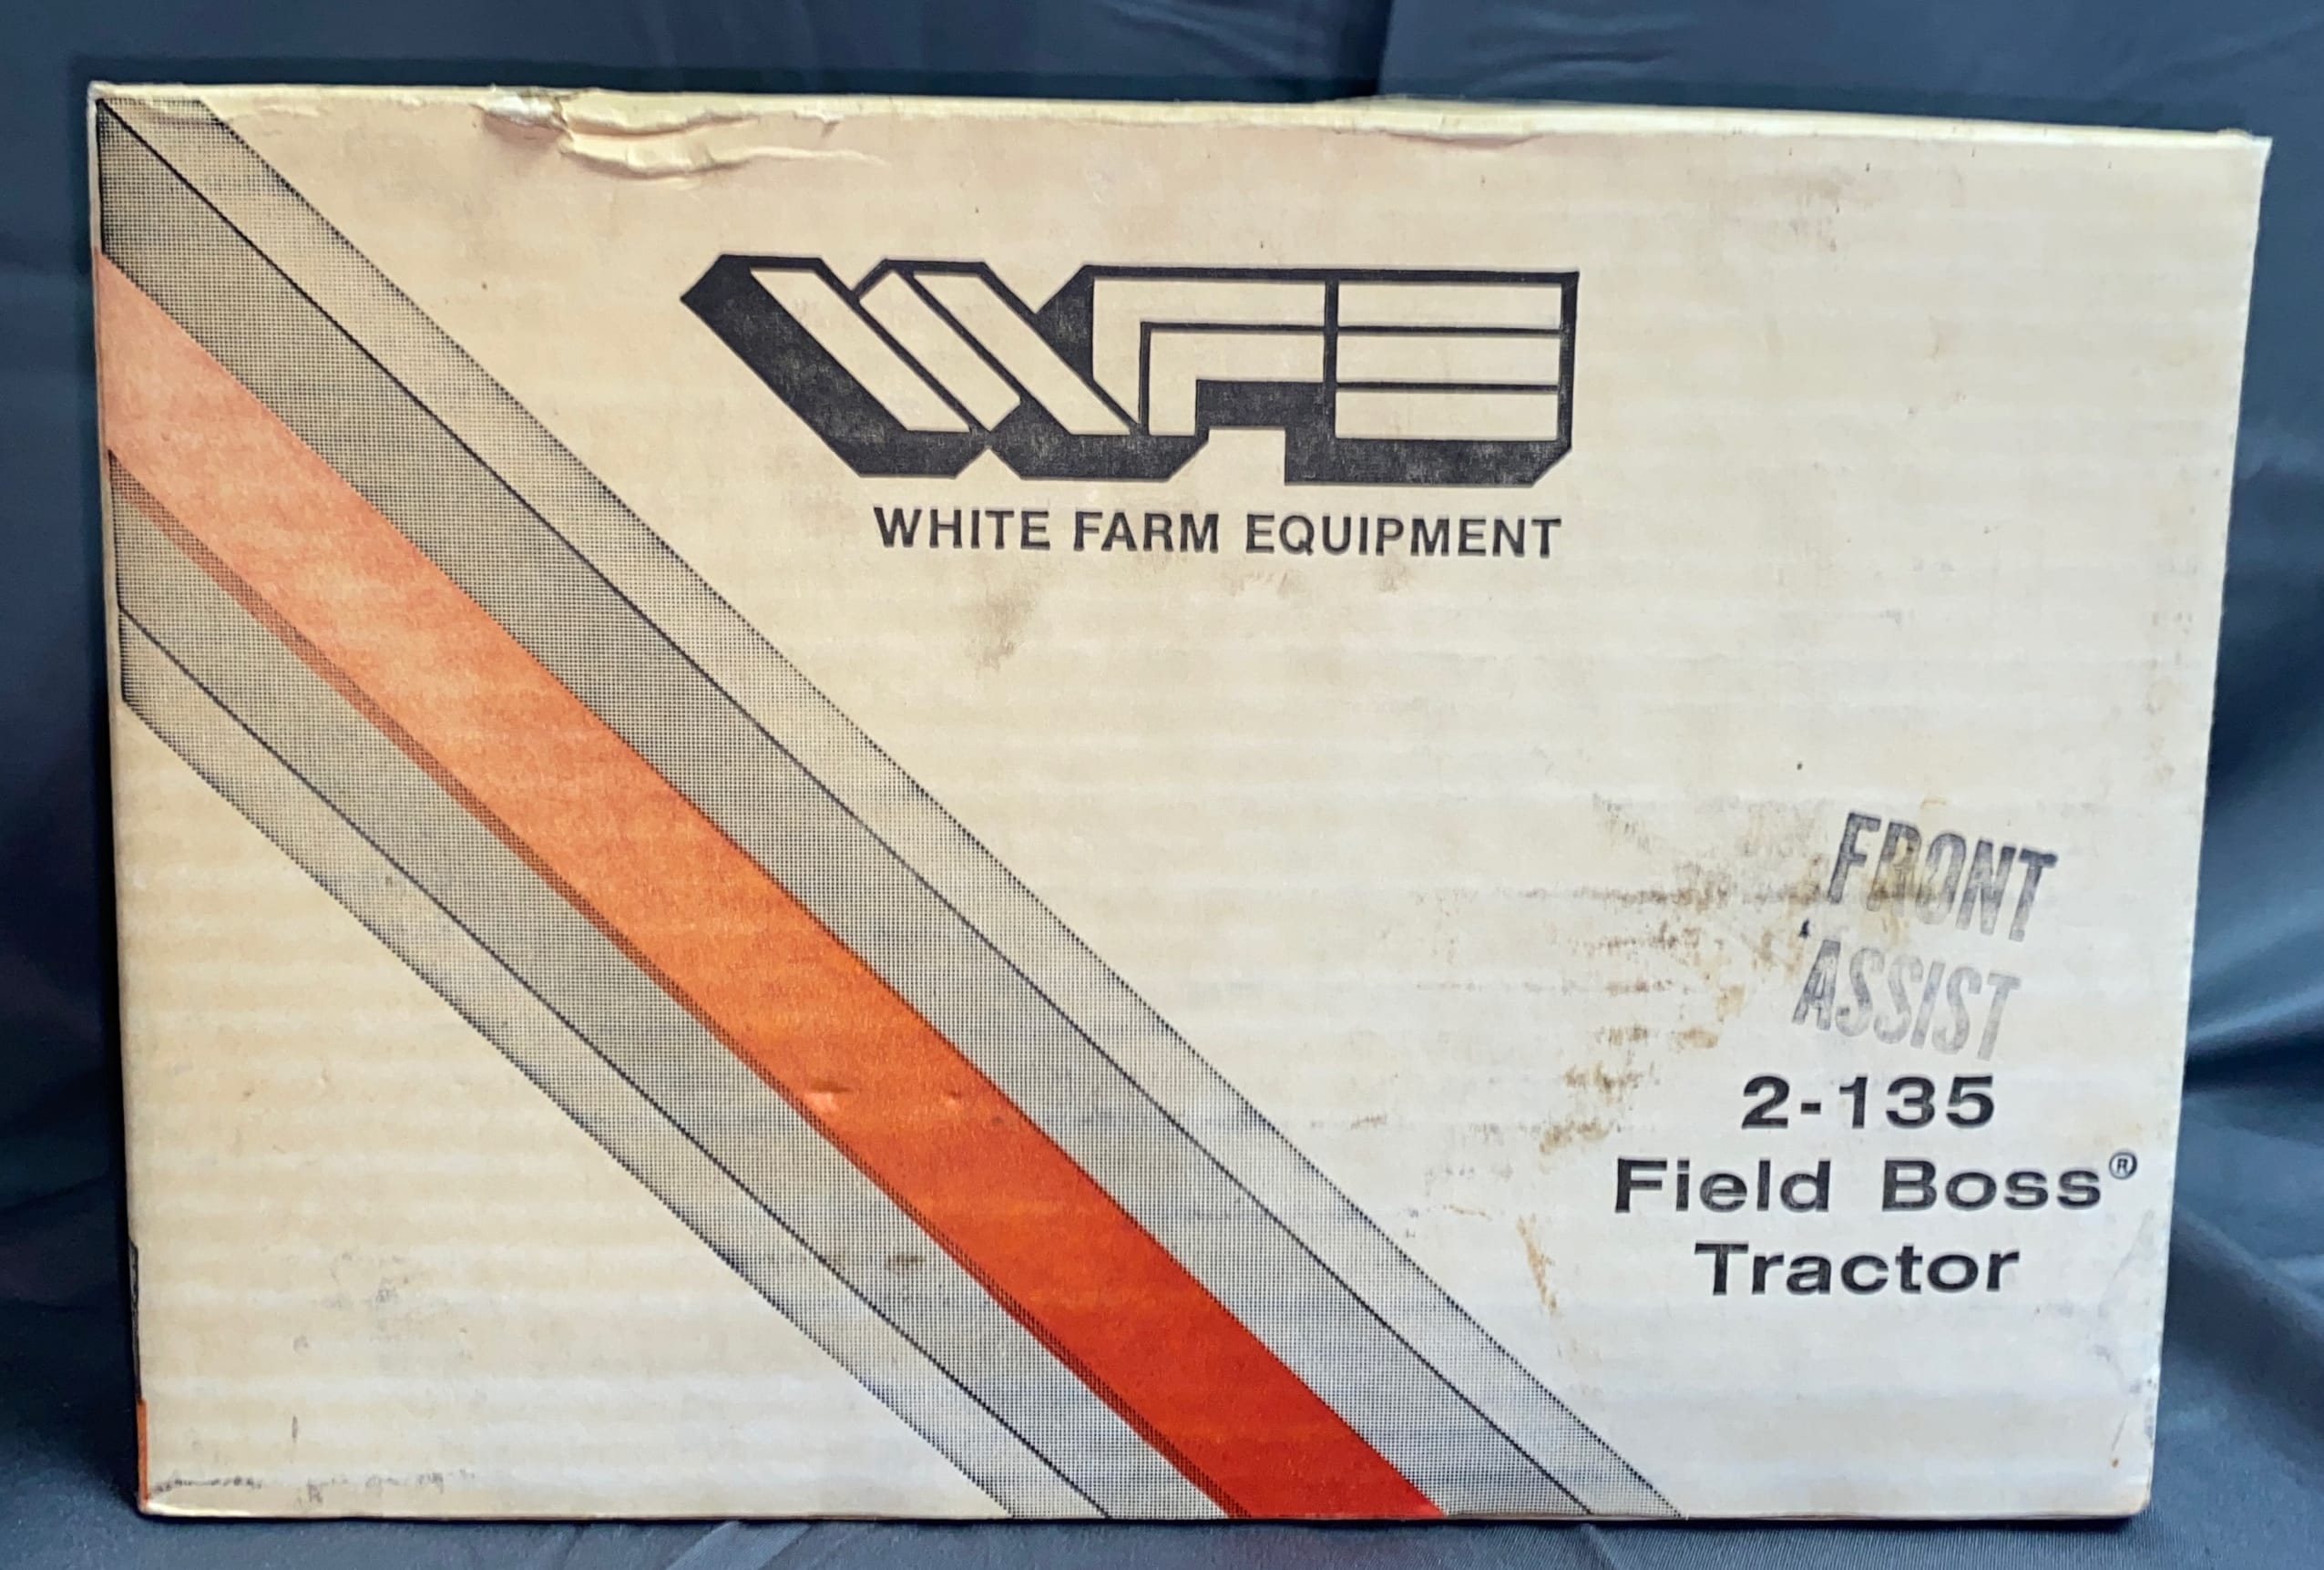 WFE
WHITE FARM EQUIPMENT
FRONT
ASSIST
2-135
Field Boss®
Tractor